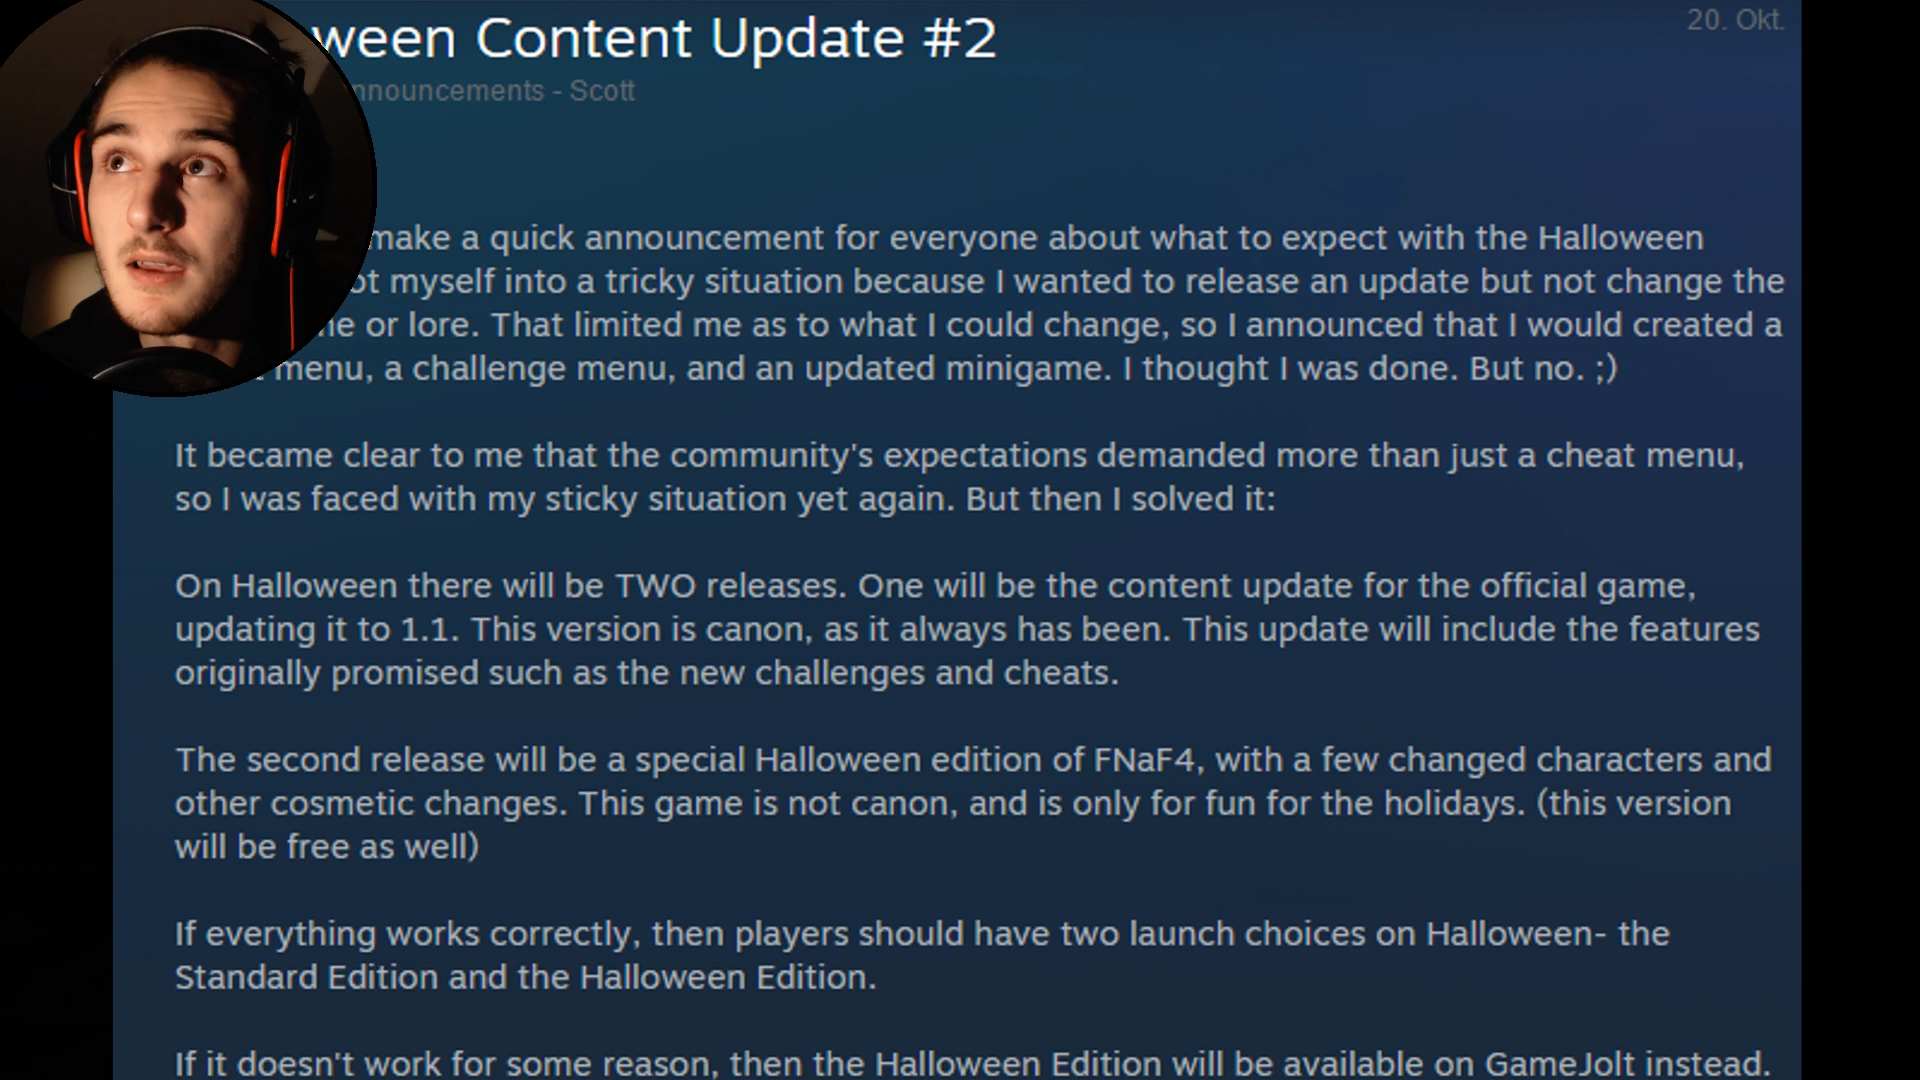 ween Content Update #2
20. Okt.
nnouncements - Scott
make a quick announcement for everyone about what to expect with the Halloween
ot myself into a tricky situation because I wanted to release an update but not change the
or lore. That limited me as to what I could change, so I announced that I would created a
menu, a challenge menu, and an updated minigame. I thought I was done. But no. ;)
It became clear to me that the community's expectations demanded more than just a cheat menu,
so I was faced with my sticky situation yet again. But then I solved it:
On Halloween there will be TWO releases. One will be the content update for the official game,
updating it to 1.1. This version is canon, as it always has been. This update will include the features
originally promised such as the new challenges and cheats.
The second release will be a special Halloween edition of FNaF4, with a few changed characters and
other cosmetic changes. This game is not canon, and is only for fun for the holidays. (this version
will be free as well)
If everything works correctly, then players should have two launch choices on Halloween- the
Standard Edition and the Halloween Edition.
If it doesn't work for some reason, then the Halloween Edition will be available on GameJolt instead.